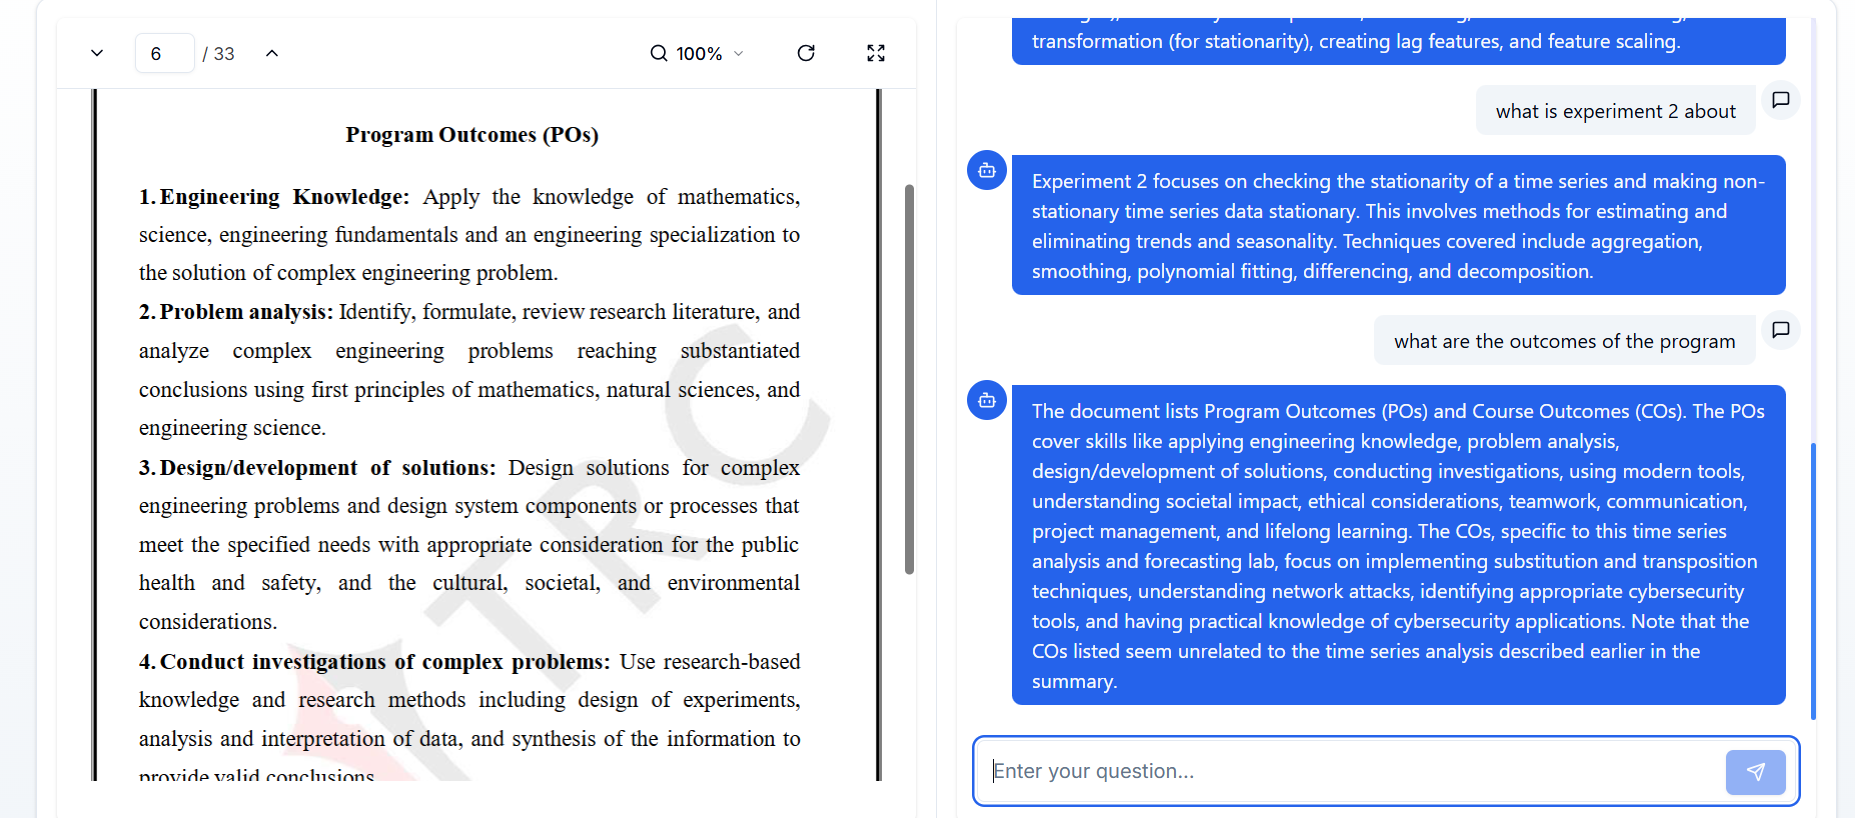 6 / 33
100%
Program Outcomes (POs)
1. Engineering Knowledge: Apply the knowledge of mathematics,
science, engineering fundamentals and an engineering specialization to
the solution of complex engineering problem.
2. Problem analysis: Identify, formulate, review research literature, and
analyze complex engineering problems reaching substantiated
conclusions using first principles of mathematics, natural sciences, and
engineering science.
3. Design/development of solutions: Design solutions for complex
engineering problems and design system components or processes that
meet the specified needs with appropriate consideration for the public
health and safety, and the cultural, societal, and environmental
considerations.
4. Conduct investigations of complex problems: Use research-based
knowledge and research methods including design of experiments,
analysis and interpretation of data, and synthesis of the information to
provide valid conclusions
TRC
transformation (for stationarity), creating lag features, and feature scaling.
what is experiment 2 about
Experiment 2 focuses on checking the stationarity of a time series and making non-
stationary time series data stationary. This involves methods for estimating and
eliminating trends and seasonality. Techniques covered include aggregation,
smoothing, polynomial fitting, differencing, and decomposition.
what are the outcomes of the program
The document lists Program Outcomes (POs) and Course Outcomes (COs). The POs
cover skills like applying engineering knowledge, problem analysis,
design/development of solutions, conducting investigations, using modern tools,
understanding societal impact, ethical considerations, teamwork, communication,
project management, and lifelong learning. The COs, specific to this time series
analysis and forecasting lab, focus on implementing substitution and transposition
techniques, understanding network attacks, identifying appropriate cybersecurity
tools, and having practical knowledge of cybersecurity applications. Note that the
COs listed seem unrelated to the time series analysis described earlier in the
summary.
Enter your question...